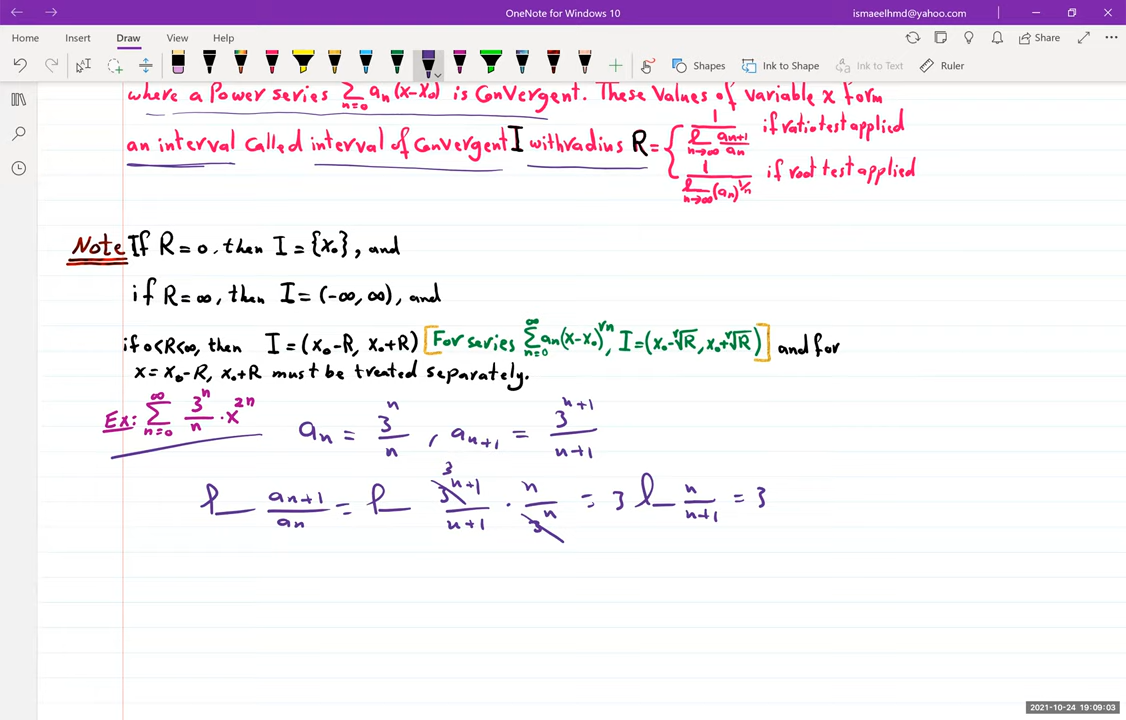 OneNote for Windows 10
ismaeelhmd@yahoo.com
Home Insert Draw View Help
Share
Shapes Ink to Shape Ink to Text Ruler
where a Power series ∑_{n=0}^{∞} a_n (x-x_0) is Convergent. These Values of variable x form
an interval Called interval of Convergent I with radius R = { 1 / (ℓ_{n→∞} a_{n+1}/a_n) if ratio test applied
1 / (ℓ_{n→∞} (a_n)^{1/n}) if root test applied
Note If R = 0, then I = {x_0}, and
if R = ∞, then I = (-∞, ∞), and
if 0<R<∞, then I = (x_0-R, x_0+R) [For series ∑_{n=0}^{∞} a_n (x-x_0)^{rn}, I = (x_0-^r√R, x_0+^r√R)] and for
x = x_0-R, x_0+R must be treated separately.
Ex: ∑_{n=0}^{∞} 3^n/n · x^{2n} a_n = 3^n/n , a_{n+1} = 3^{n+1}/(n+1)
ℓ a_{n+1}/a_n = ℓ 3^{n+1}/(n+1) · n/3^n = 3 ℓ n/(n+1) = 3
2021-10-24 19:09:03